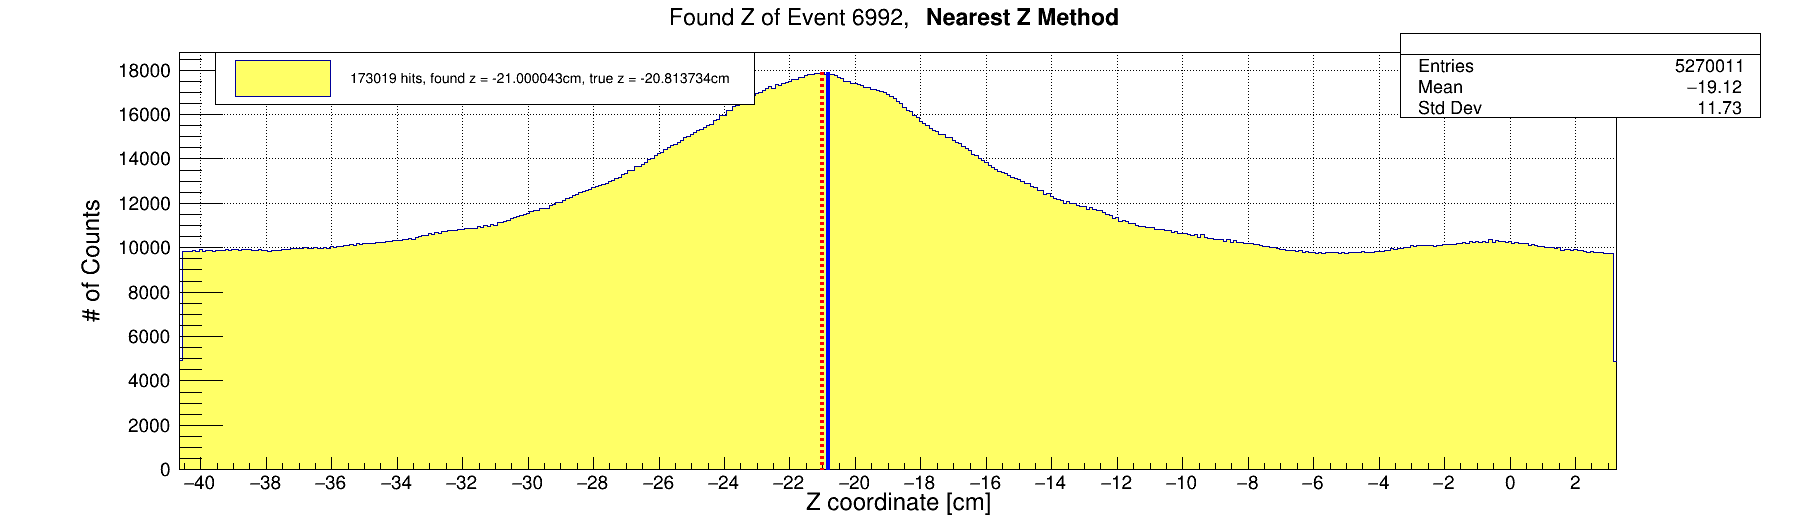 Found Z of Event 6992, Nearest Z Method
173019 hits, found z = -21.000043cm, true z = -20.813734cm
Entries 5270011
Mean −19.12
Std Dev 11.73
# of Counts
18000
16000
14000
12000
10000
8000
6000
4000
2000
0
−40 −38 −36 −34 −32 −30 −28 −26 −24 −22 −20 −18 −16 −14 −12 −10 −8 −6 −4 −2 0 2
Z coordinate [cm]